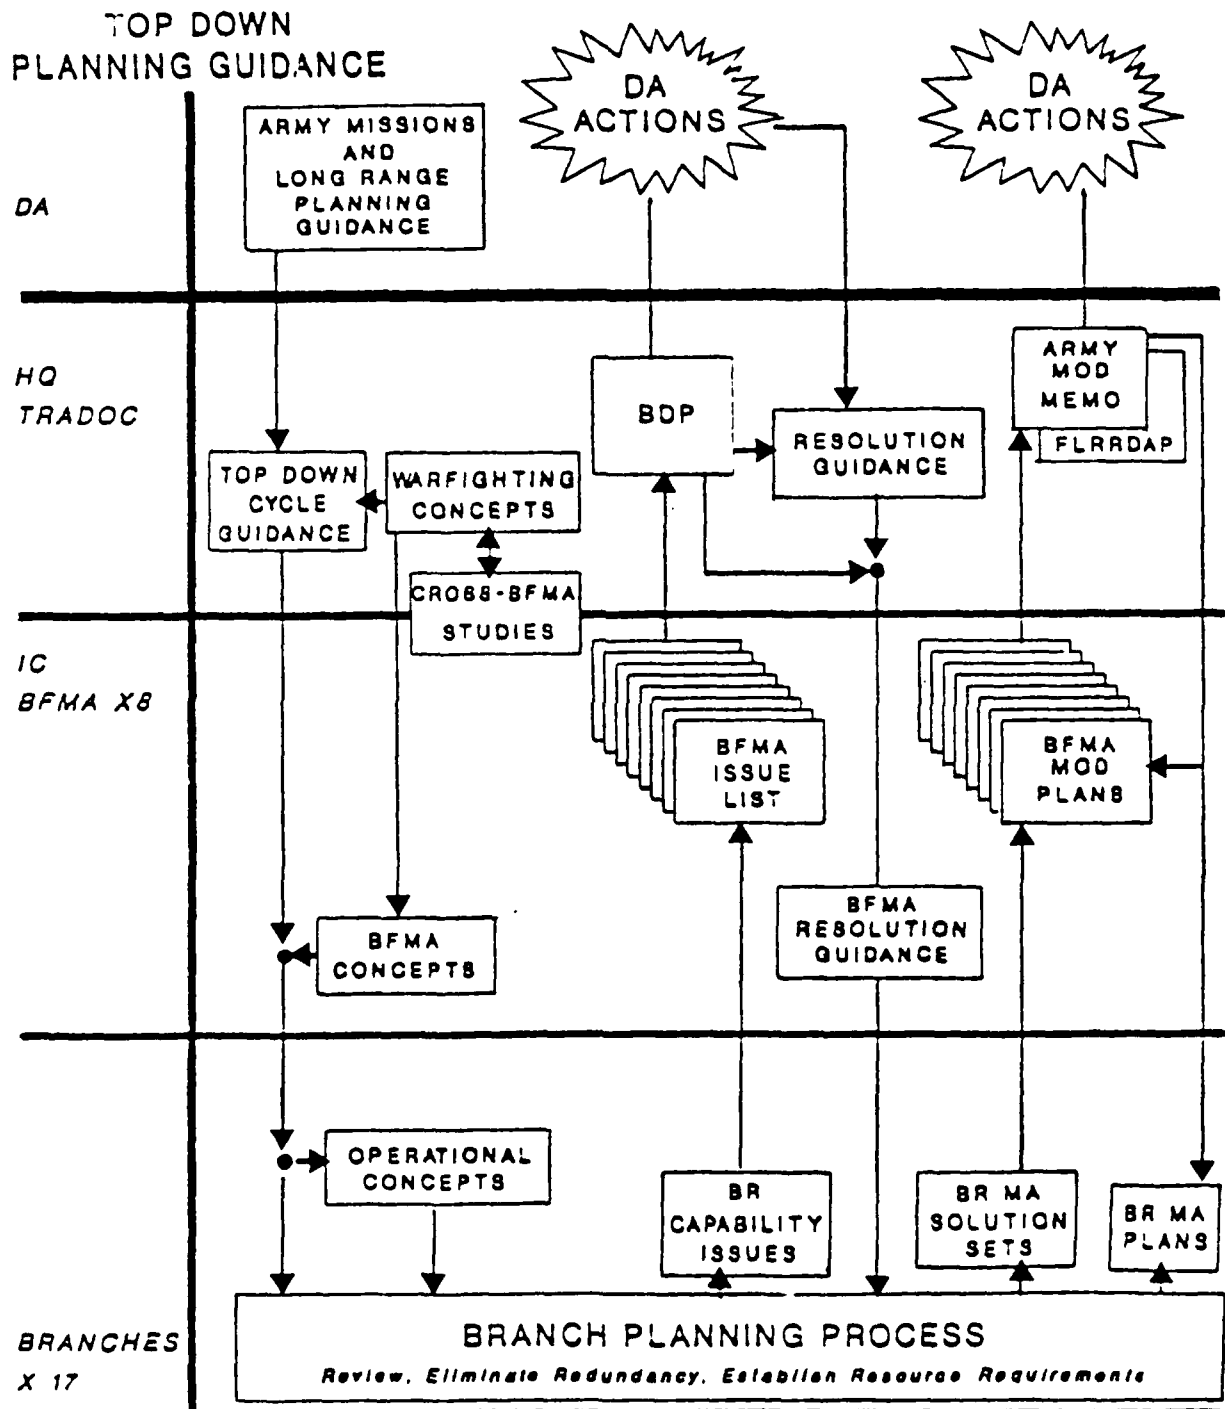 TOP DOWN
PLANNING GUIDANCE
DA
ACTIONS
DA
ACTIONS
ARMY MISSIONS
AND
LONG RANGE
PLANNING
GUIDANCE
DA
HQ
TRADOC
BDP
RESOLUTION
GUIDANCE
ARMY
MOD
MEMO
FLRRDAP
TOP DOWN
CYCLE
GUIDANCE
WARFIGHTING
CONCEPTS
CROSS-BFMA
STUDIES
IC
BFMA X8
BFMA
ISSUE
LIST
BFMA
MOD
PLANS
BFMA
RESOLUTION
GUIDANCE
BFMA
CONCEPTS
OPERATIONAL
CONCEPTS
BR
CAPABILITY
ISSUES
BR MA
SOLUTION
SETS
BR MA
PLANS
BRANCHES
X 17
BRANCH PLANNING PROCESS
Review, Eliminate Redundancy, Establish Resource Requirements